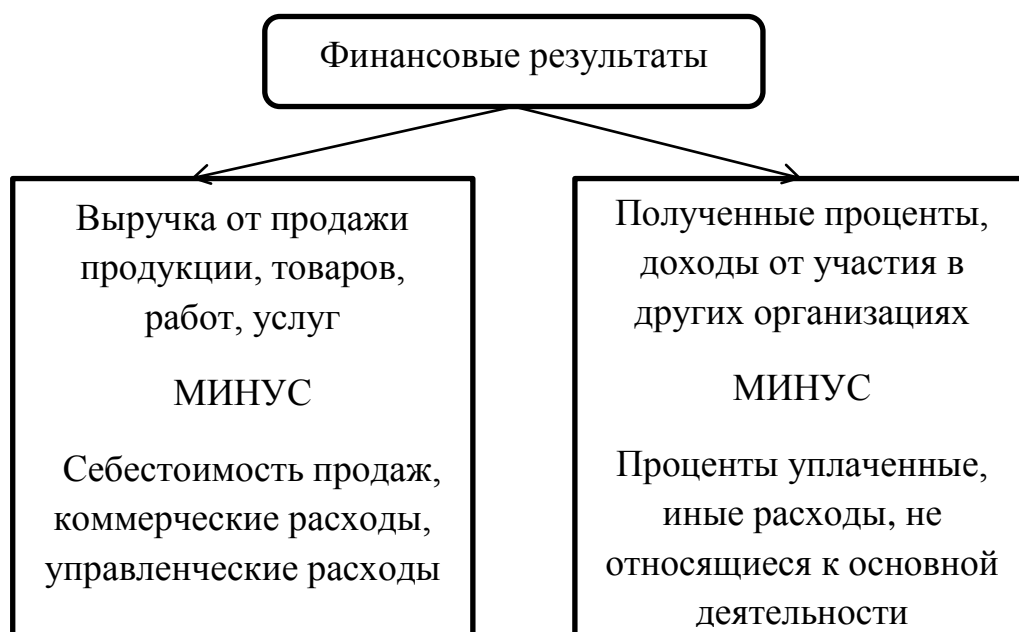 Финансовые результаты
Выручка от продажи
продукции, товаров,
работ, услуг
МИНУС
Себестоимость продаж,
коммерческие расходы,
управленческие расходы
Полученные проценты,
доходы от участия в
других организациях
МИНУС
Проценты уплаченные,
иные расходы, не
относящиеся к основной
деятельности